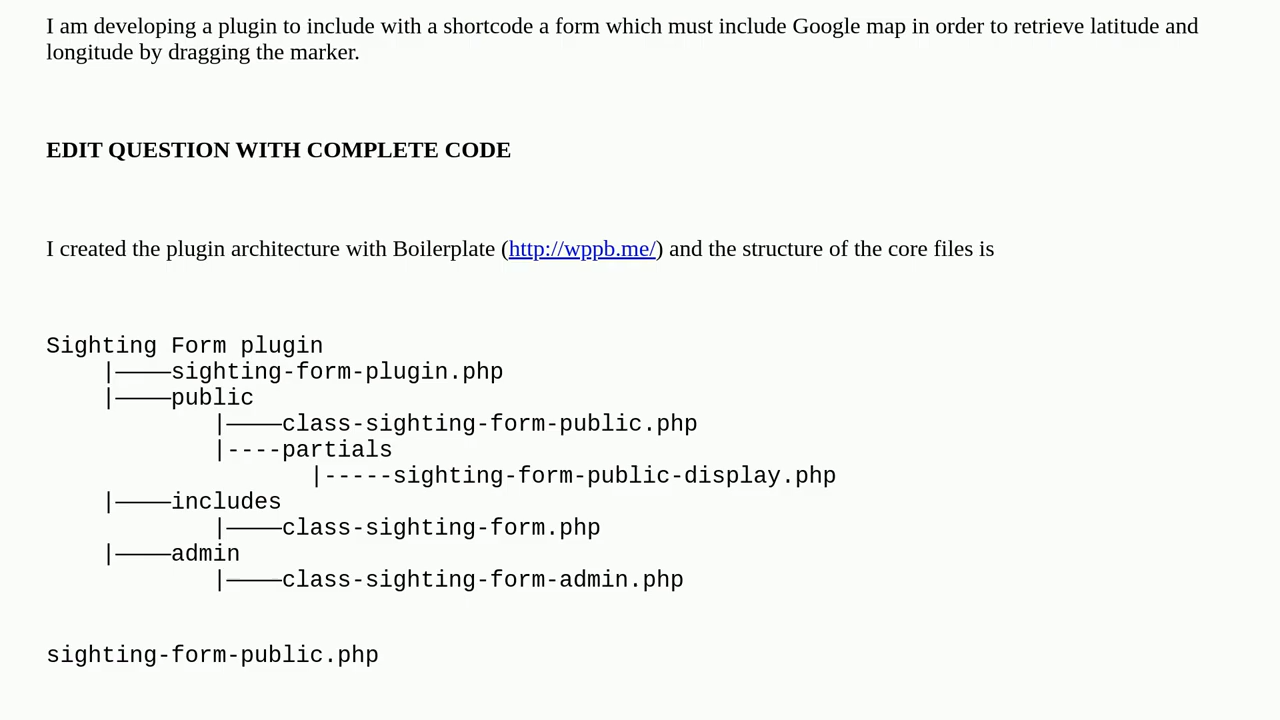 I am developing a plugin to include with a shortcode a form which must include Google map in order to retrieve latitude and
longitude by dragging the marker.
EDIT QUESTION WITH COMPLETE CODE
I created the plugin architecture with Boilerplate (http://wppb.me/) and the structure of the core files is
Sighting Form plugin
    |————sighting-form-plugin.php
    |————public
            |————class-sighting-form-public.php
            |----partials
                   |-----sighting-form-public-display.php
    |————includes
            |————class-sighting-form.php
    |————admin
            |————class-sighting-form-admin.php
sighting-form-public.php